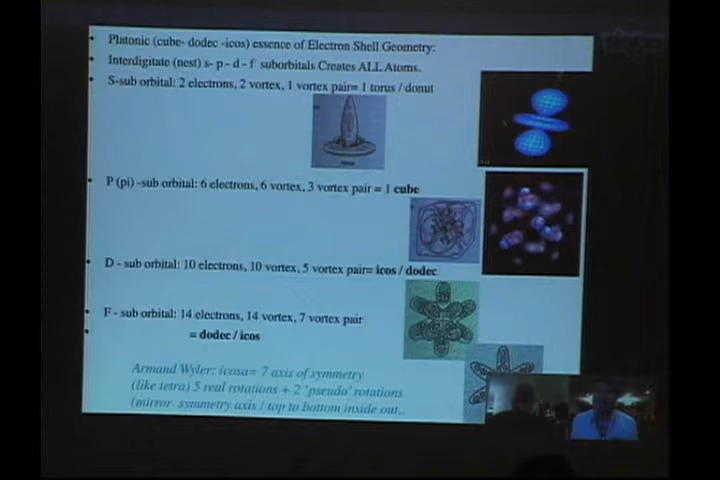 Platonic (cube- dodec -icos) essence of Electron Shell Geometry:
Interdigitate (nest) s- p - d - f suborbitals Creates ALL Atoms.
S-sub orbital: 2 electrons, 2 vortex, 1 vortex pair= 1 torus / donut
P (pi) -sub orbital: 6 electrons, 6 vortex, 3 vortex pair = 1 cube
D - sub orbital: 10 electrons, 10 vortex, 5 vortex pair= icos / dodec
F - sub orbital: 14 electrons, 14 vortex, 7 vortex pair
= dodec / icos
Armand Wyler: icosa= 7 axis of symmetry
(like tetra) 5 real rotations + 2 'pseudo' rotations
(mirror symmetry axis / top to bottom inside out..